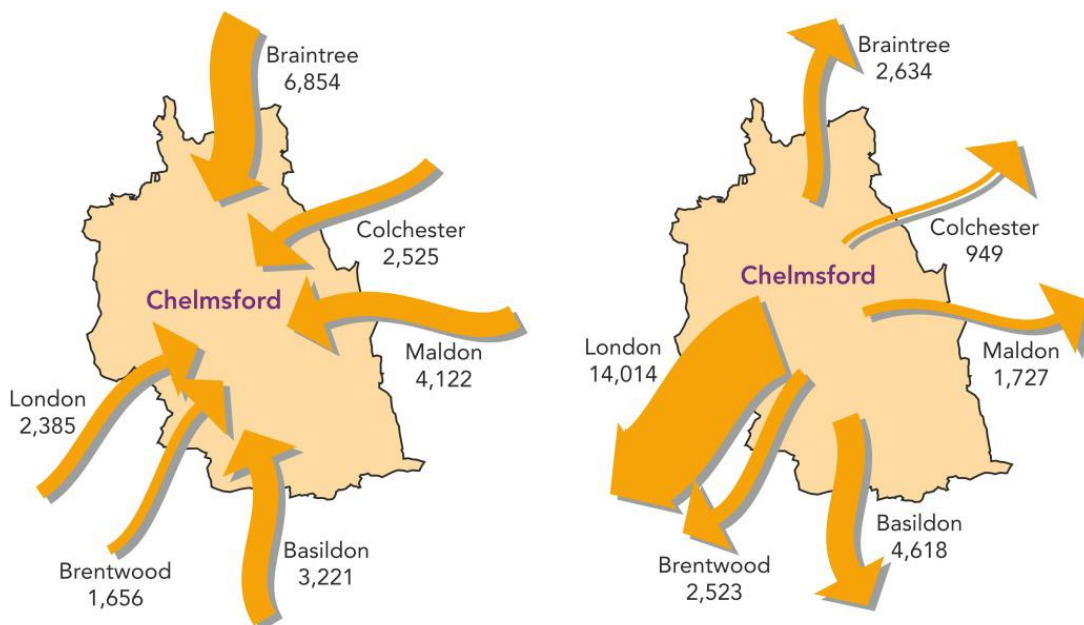 Braintree
6,854
Colchester
2,525
Chelmsford
Maldon
4,122
London
2,385
Brentwood
1,656
Basildon
3,221
Braintree
2,634
Colchester
949
Chelmsford
London
14,014
Maldon
1,727
Basildon
4,618
Brentwood
2,523